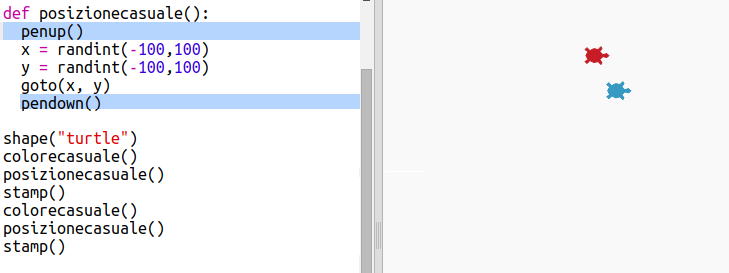 def posizionecasuale():
  penup()
  x = randint(-100,100)
  y = randint(-100,100)
  goto(x, y)
  pendown()

shape("turtle")
colorecasuale()
posizionecasuale()
stamp()
colorecasuale()
posizionecasuale()
stamp()